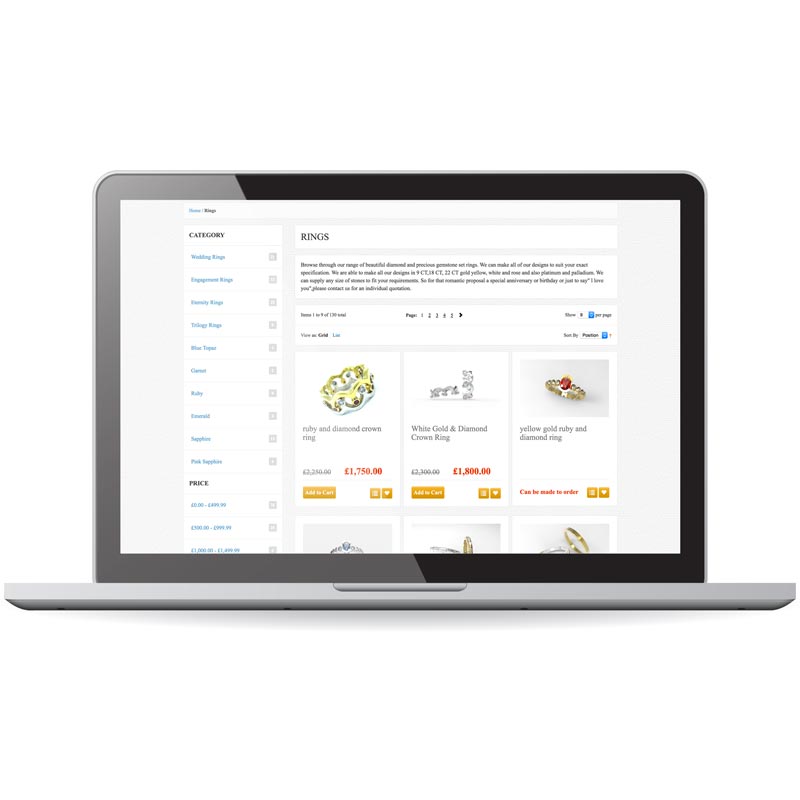 Home / Rings
CATEGORY
Wedding Rings
Engagement Rings
Eternity Rings
Trilogy Rings
Blue Topaz
Garnet
Ruby
Emerald
Sapphire
Pink Sapphire
PRICE
£0.00 - £499.99
£500.00 - £999.99
£1,000.00 - £1,499.99
RINGS
Browse through our range of beautiful diamond and precious gemstone set rings. We can make all of our designs to suit your exact
specification. We are able to make all our designs in 9 CT,18 CT, 22 CT gold yellow, white and rose and also platinum and palladium. We
can supply any size of stones to fit your requirements. So for that romantic proposal a special anniversary or birthday or just to say" I love
you",please contact us for an individual quotation.
Items 1 to 9 of 130 total Page: 1 2 3 4 5 Show 9 per page
View as: Grid List Sort By Position
ruby and diamond crown
ring
£2,250.00 £1,750.00
Add to Cart
White Gold & Diamond
Crown Ring
£2,300.00 £1,800.00
Add to Cart
yellow gold ruby and
diamond ring
Can be made to order